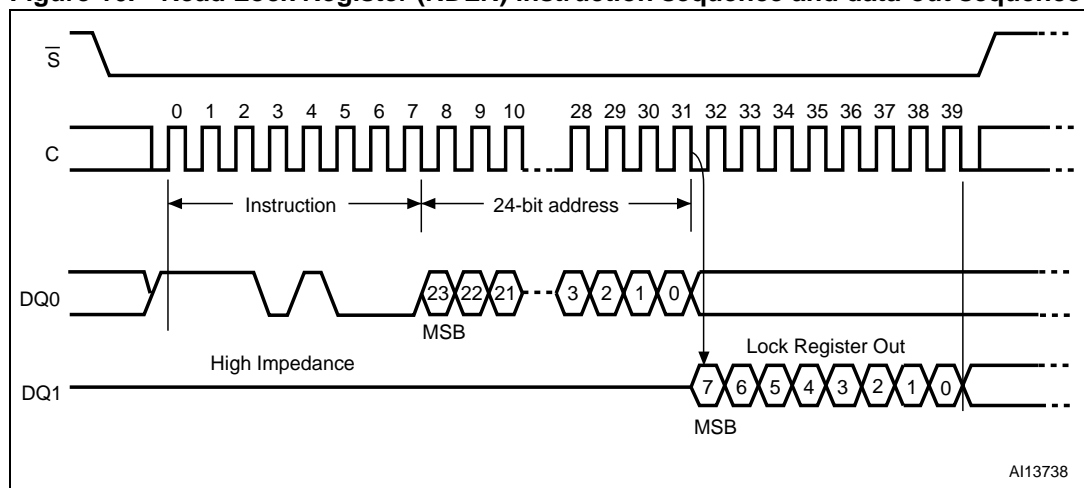 Figure 16. Read Lock Register (RDLR) instruction sequence and data-out sequence
S
0 1 2 3 4 5 6 7 8 9 10 28 29 30 31 32 33 34 35 36 37 38 39
C
Instruction 24-bit address
DQ0 23 22 21 3 2 1 0
MSB
High Impedance Lock Register Out
DQ1 7 6 5 4 3 2 1 0
MSB
AI13738